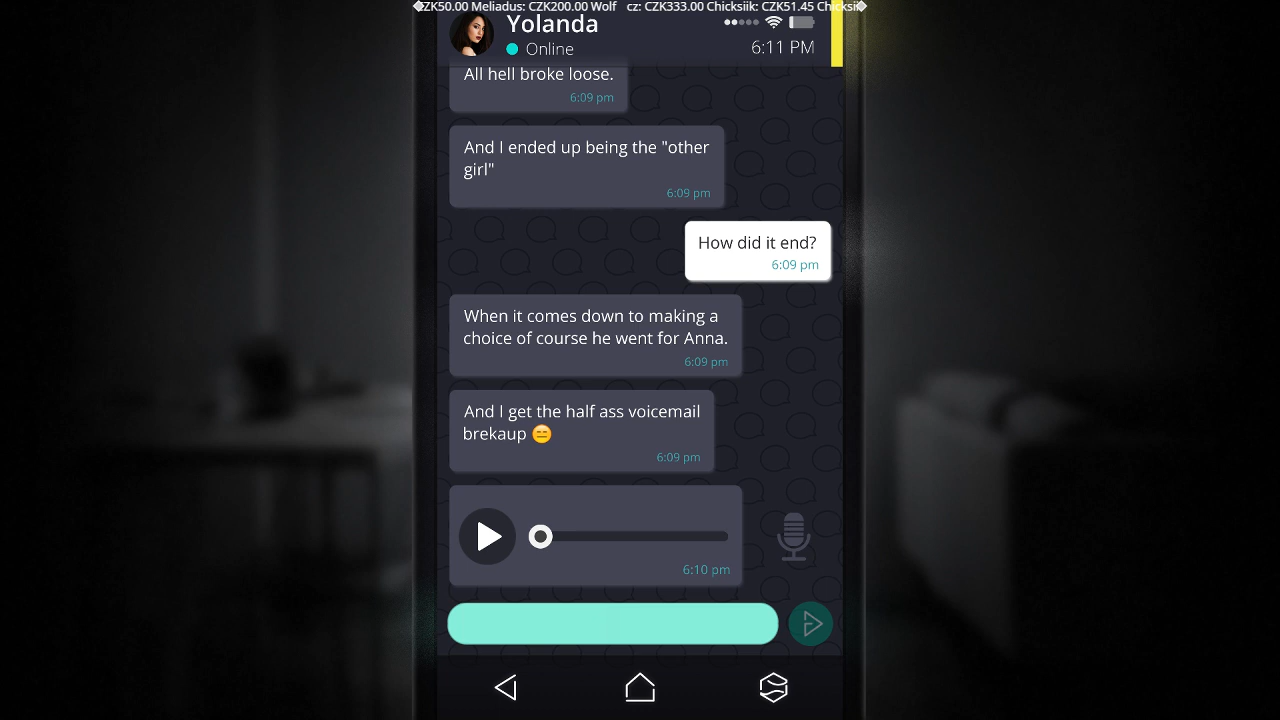 CZK50.00 Meliadus: CZK200.00 Wolf cz: CZK333.00 Chicksiik: CZK51.45 Chicksii
Yolanda
Online
6:11 PM
All hell broke loose.
6:09 pm
And I ended up being the "other
girl"
6:09 pm
How did it end?
6:09 pm
When it comes down to making a
choice of course he went for Anna.
6:09 pm
And I get the half ass voicemail
brekaup 😑
6:09 pm
6:10 pm